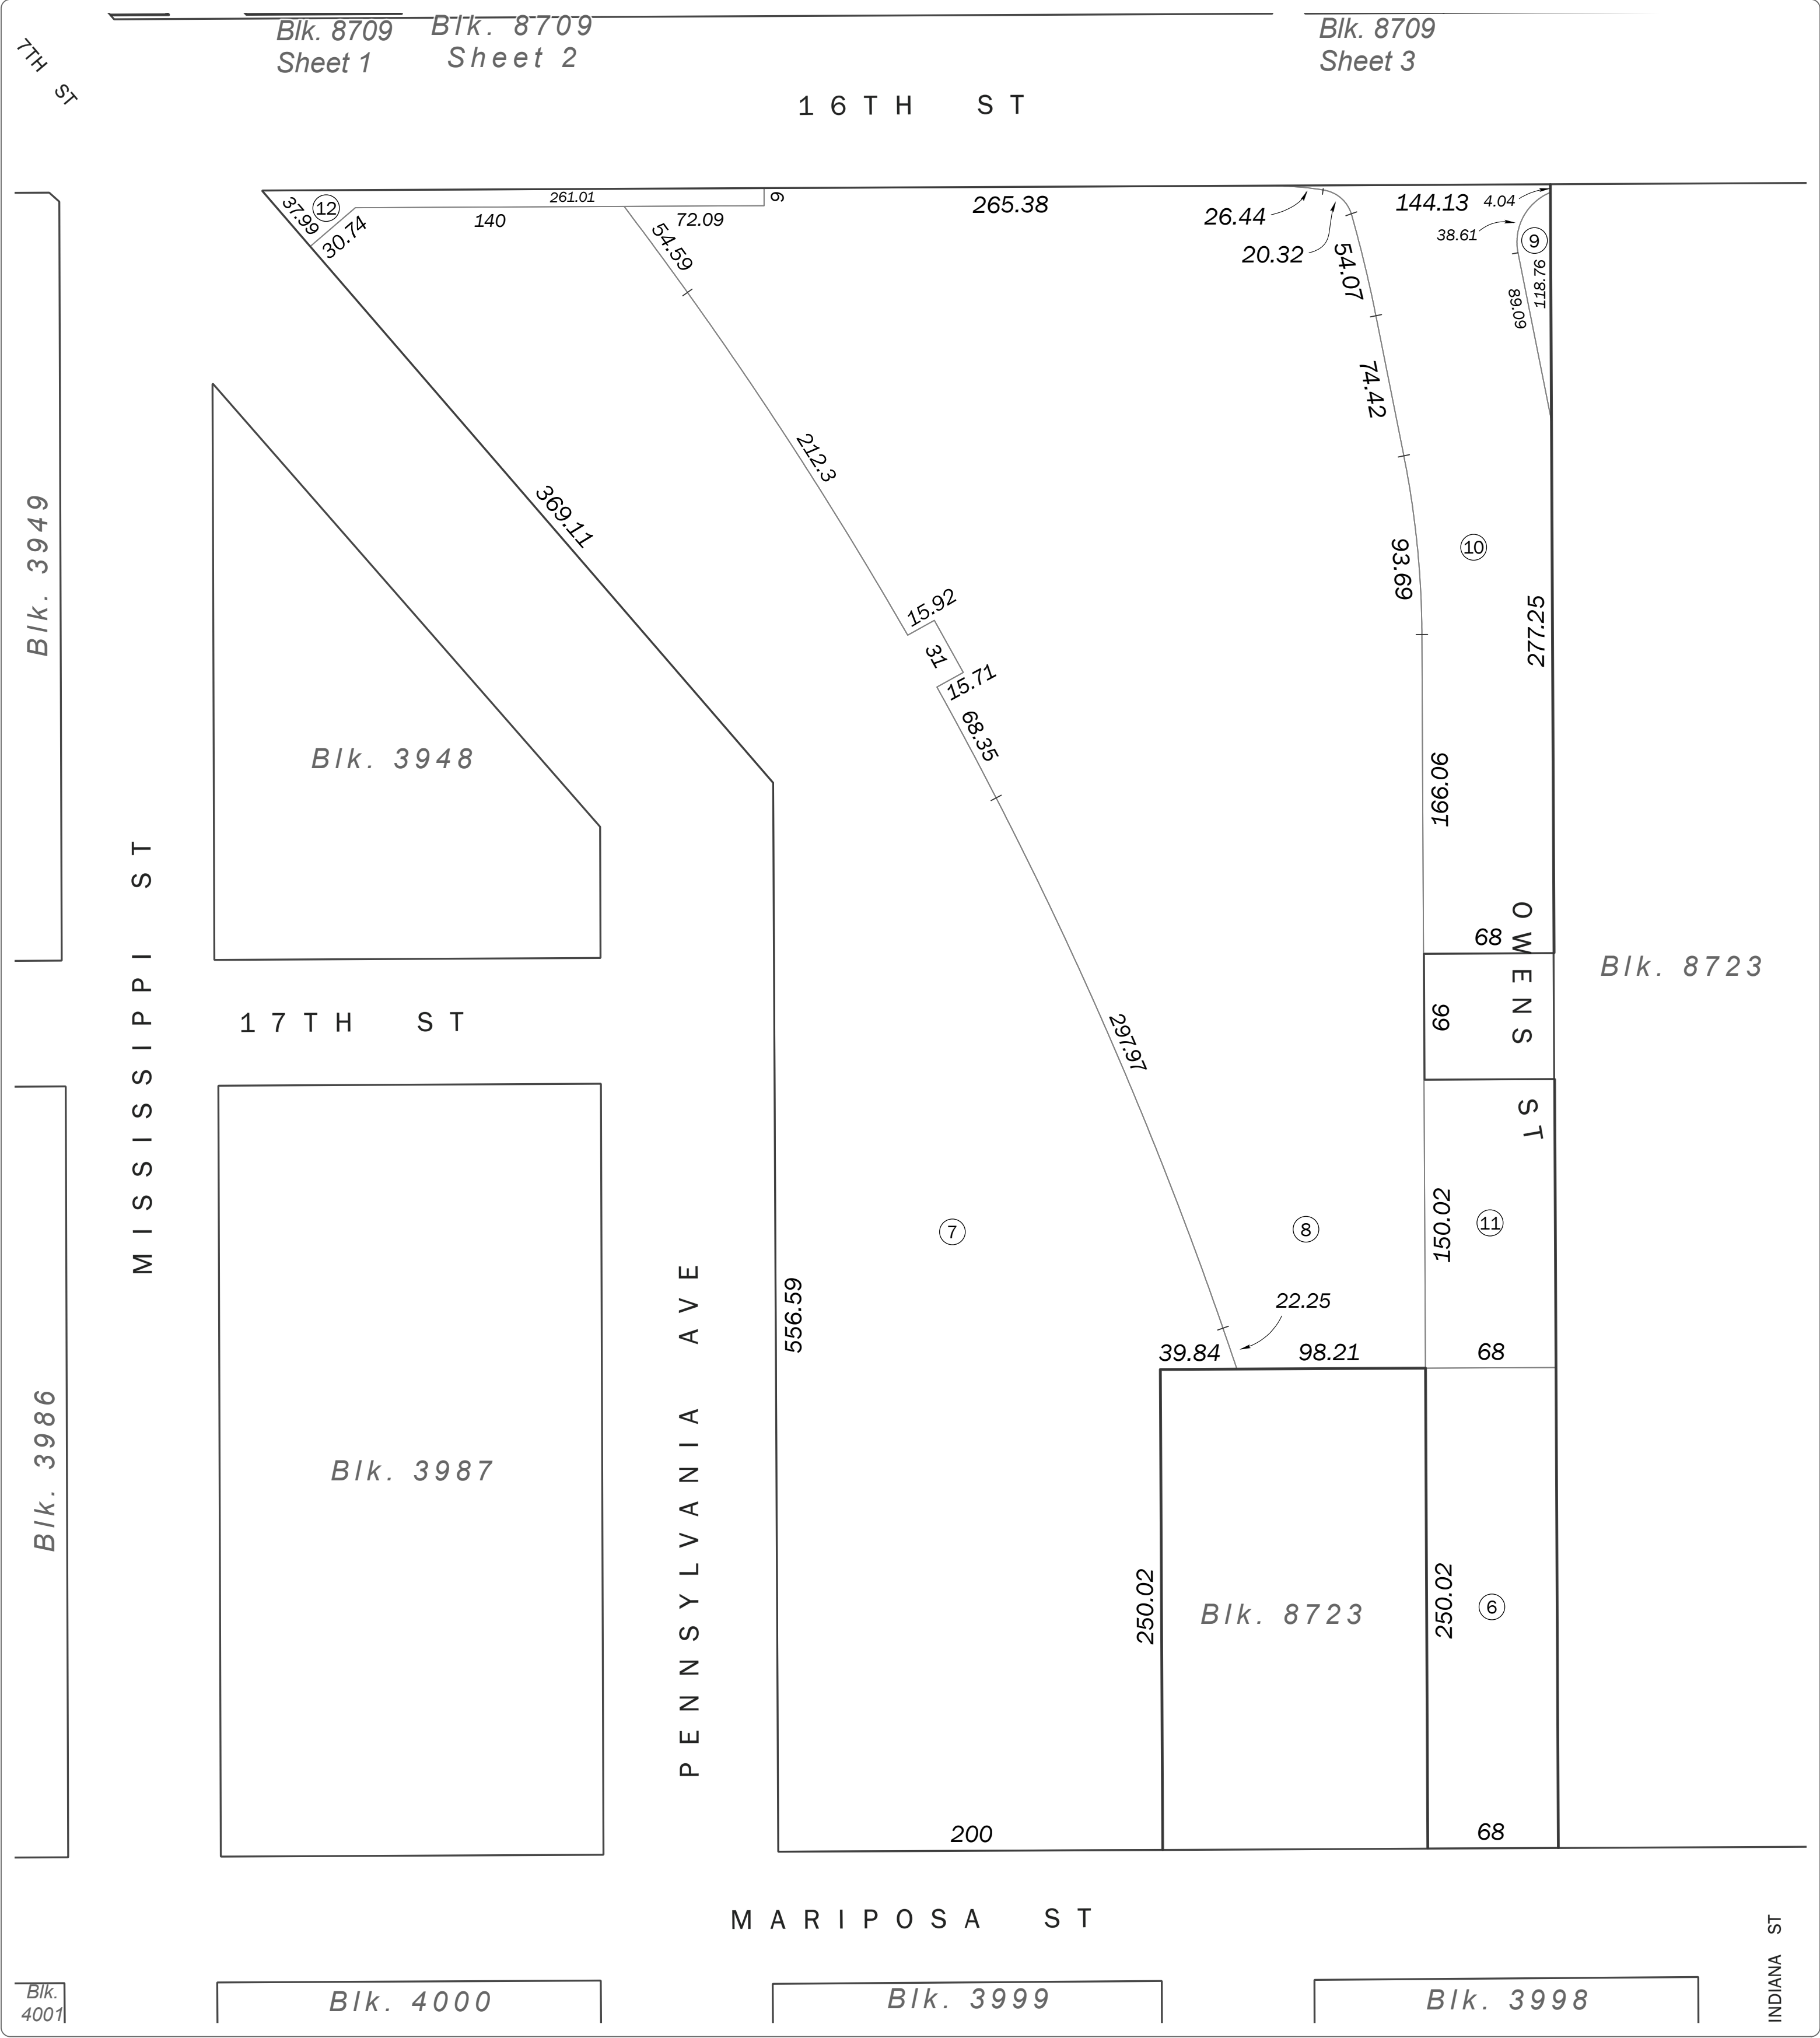 Blk. 8709
Sheet 1
Blk. 8709
Sheet 2
Blk. 8709
Sheet 3
7TH ST
16TH ST
12
37.99
30.74
261.01
140
72.09
9
54.59
265.38
26.44
20.32
144.13
4.04
38.61
9
118.76
89.09
54.07
74.42
212.3
369.11
Blk. 3949
93.69
10
277.25
15.92
31
15.71
68.35
Blk. 3948
166.06
MISSISSIPPI ST
OWENS ST
68
Blk. 8723
17TH ST
66
297.97
7
8
150.02
11
PENNSYLVANIA AVE
556.59
22.25
39.84
98.21
68
Blk. 3986
Blk. 3987
250.02
Blk. 8723
250.02
6
200
68
MARIPOSA ST
INDIANA ST
Blk.
4001
Blk. 4000
Blk. 3999
Blk. 3998